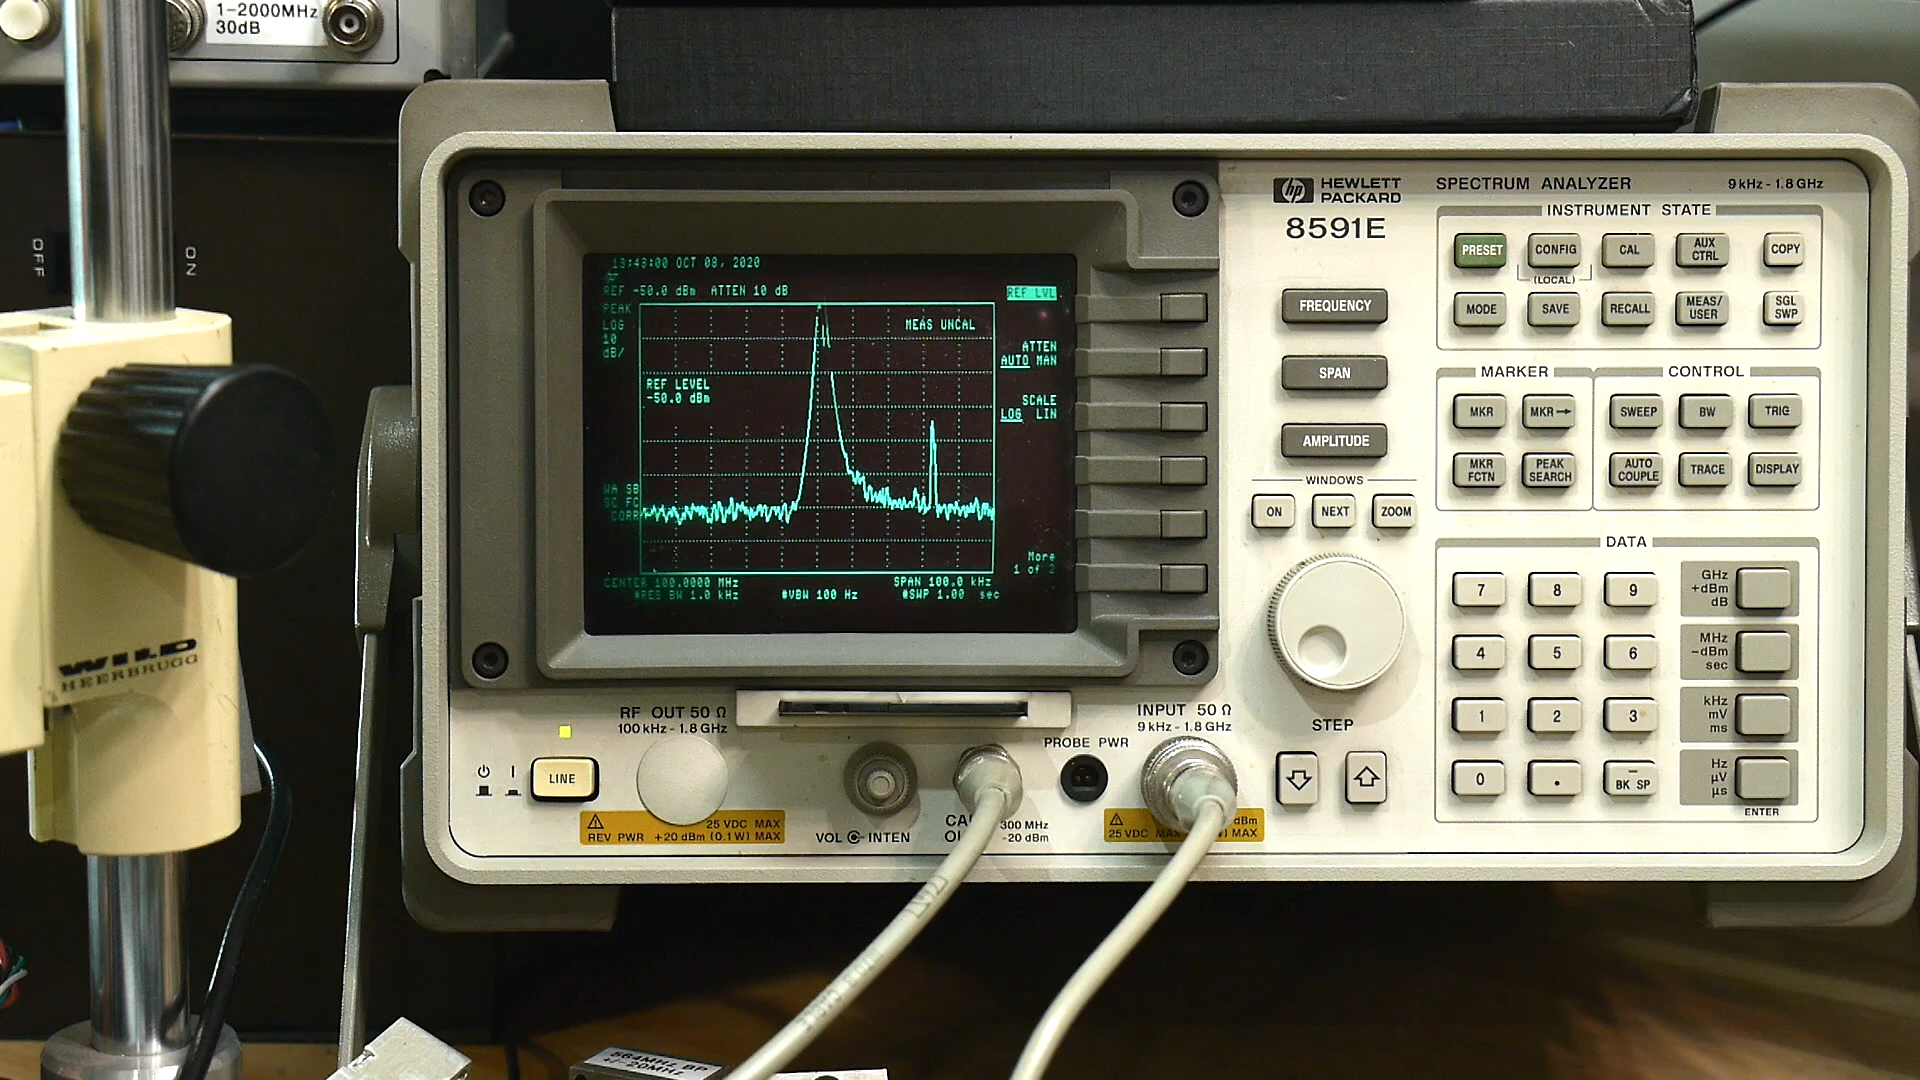 1-2000MHz
30dB
OFF
ON
WILD
HEERBRUGG
hp HEWLETT
PACKARD
8591E
SPECTRUM ANALYZER
9 kHz - 1.8 GHz
13:43:00 OCT 08, 2020
REF -50.0 dBm ATTEN 10 dB
PEAK
LOG
10
dB/
MEAS UNCAL
REF LEVEL
-50.0 dBm
WA SB
SC FC
CORR
CENTER 100.0000 MHz
SPAN 100.0 kHz
#RES BW 1.0 kHz
#VBW 100 Hz
#SWP 1.00 sec
REF LVL
ATTEN
AUTO MAN
SCALE
LOG LIN
More
1 of 2
FREQUENCY
SPAN
AMPLITUDE
WINDOWS
ON
NEXT
ZOOM
STEP
INSTRUMENT STATE
PRESET
CONFIG
CAL
AUX
CTRL
COPY
(LOCAL)
MODE
SAVE
RECALL
MEAS/
USER
SGL
SWP
MARKER
MKR
MKR→
MKR
FCTN
PEAK
SEARCH
CONTROL
SWEEP
BW
TRIG
AUTO
COUPLE
TRACE
DISPLAY
DATA
7
8
9
GHz
+dBm
dB
4
5
6
MHz
-dBm
sec
1
2
3
kHz
mV
ms
0
.
-
BK SP
Hz
µV
µs
ENTER
LINE
RF OUT 50 Ω
100 kHz - 1.8 GHz
25 VDC MAX
REV PWR +20 dBm (0.1 W) MAX
VOL INTEN
300 MHz
-20 dBm
PROBE PWR
INPUT 50 Ω
9 kHz - 1.8 GHz
dBm
25 VDC MAX
MAX